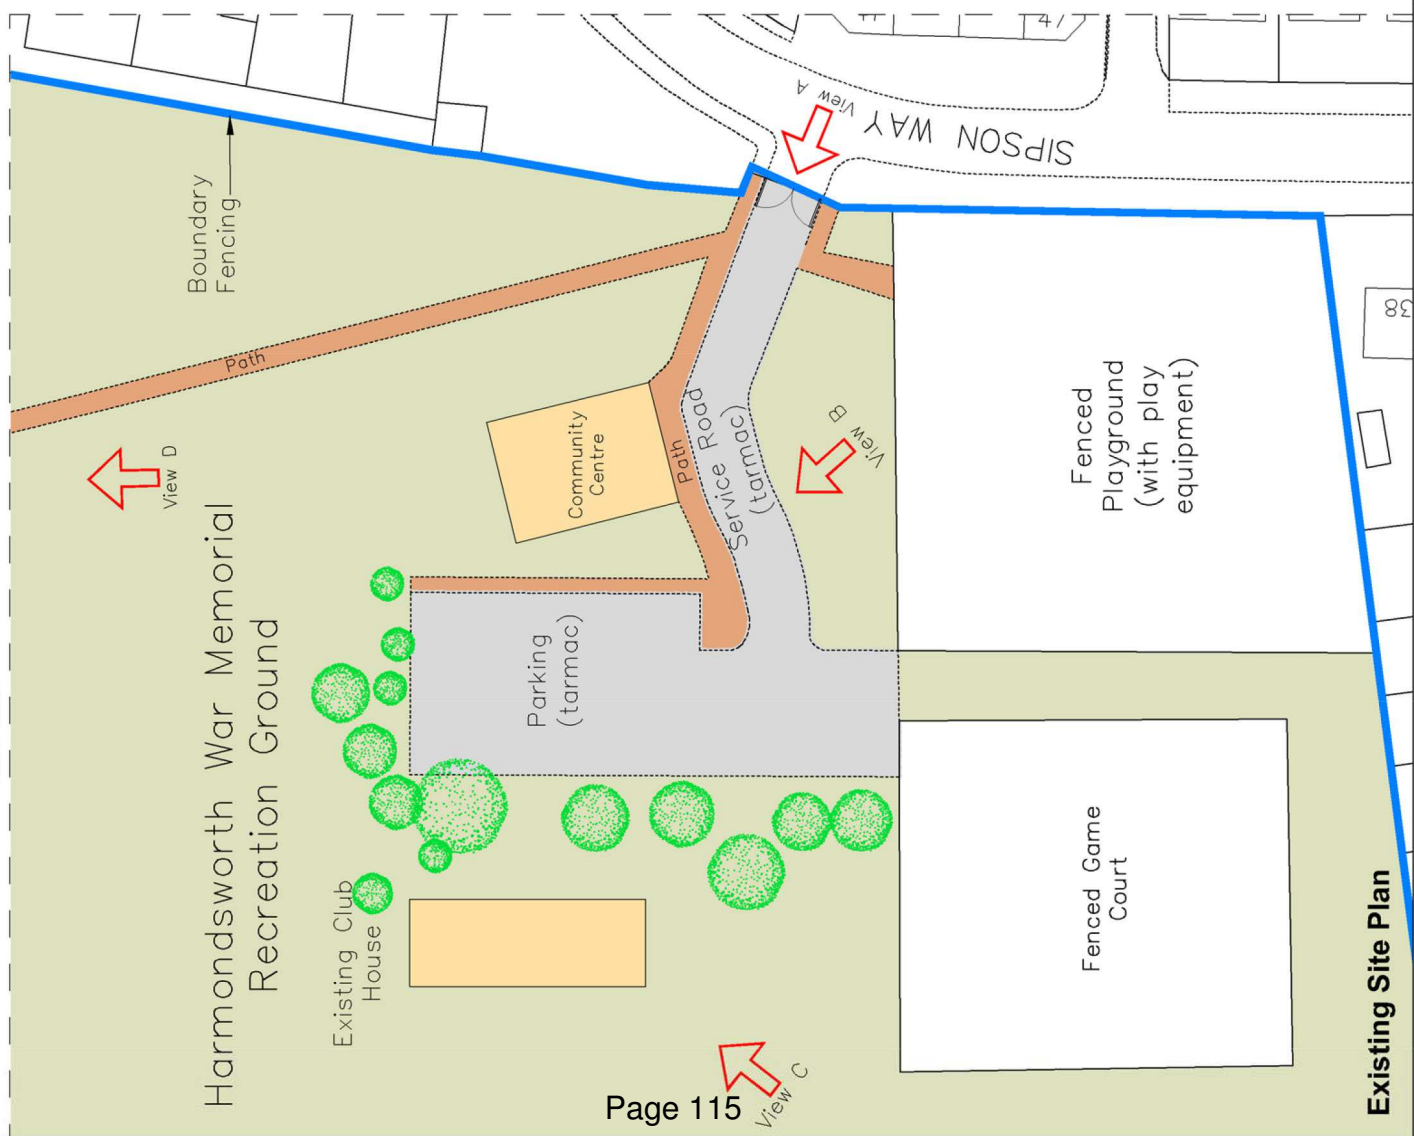 47
View A
SIPSON WAY
Boundary
Fencing
38
Path
Fenced
Playground
(with play
equipment)
Community
Centre
Path
Service Road
(tarmac)
View B
View D
Harmondsworth War Memorial
Recreation Ground
Parking
(tarmac)
Existing Club
House
Fenced Game
Court
Existing Site Plan
View C
Page 115